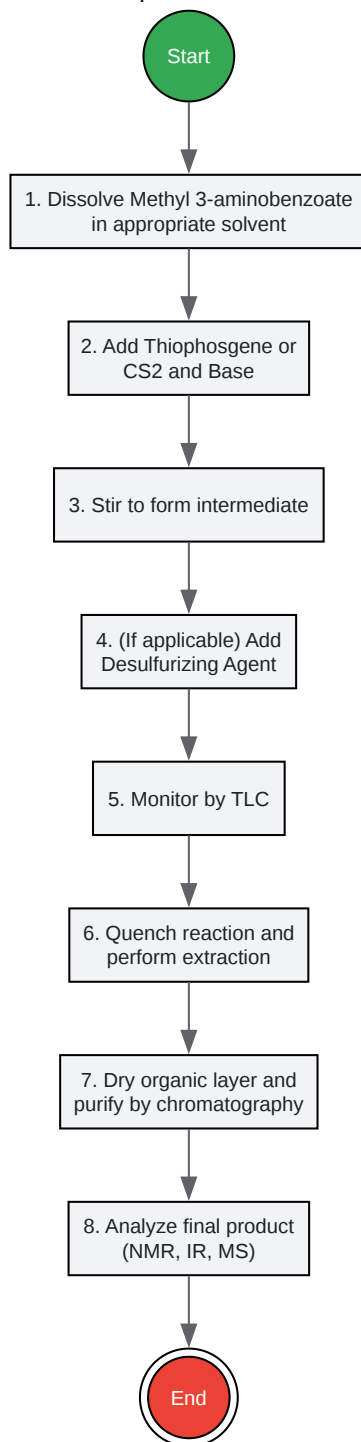 Start
1. Dissolve Methyl 3-aminobenzoate
in appropriate solvent
2. Add Thiophosgene or
CS2 and Base
3. Stir to form intermediate
4. (If applicable) Add
Desulfurizing Agent
5. Monitor by TLC
6. Quench reaction and
perform extraction
7. Dry organic layer and
purify by chromatography
8. Analyze final product
(NMR, IR, MS)
End